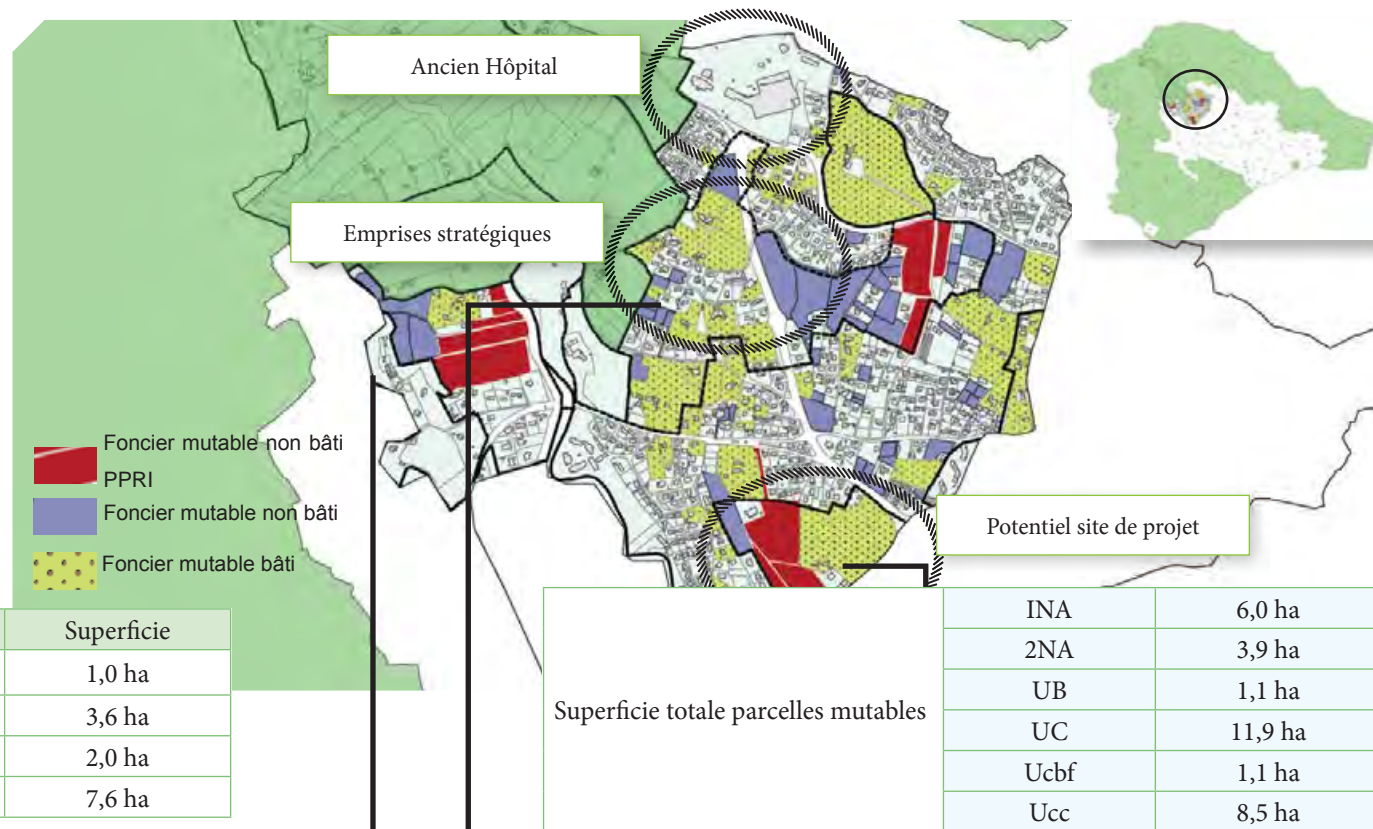 Ancien Hôpital
Emprises stratégiques
Foncier mutable non bâti
PPRI
Foncier mutable non bâti
Foncier mutable bâti
Potentiel site de projet
Superficie
1,0 ha
3,6 ha
2,0 ha
7,6 ha
Superficie totale parcelles mutables
INA 6,0 ha
2NA 3,9 ha
UB 1,1 ha
UC 11,9 ha
Ucbf 1,1 ha
Ucc 8,5 ha